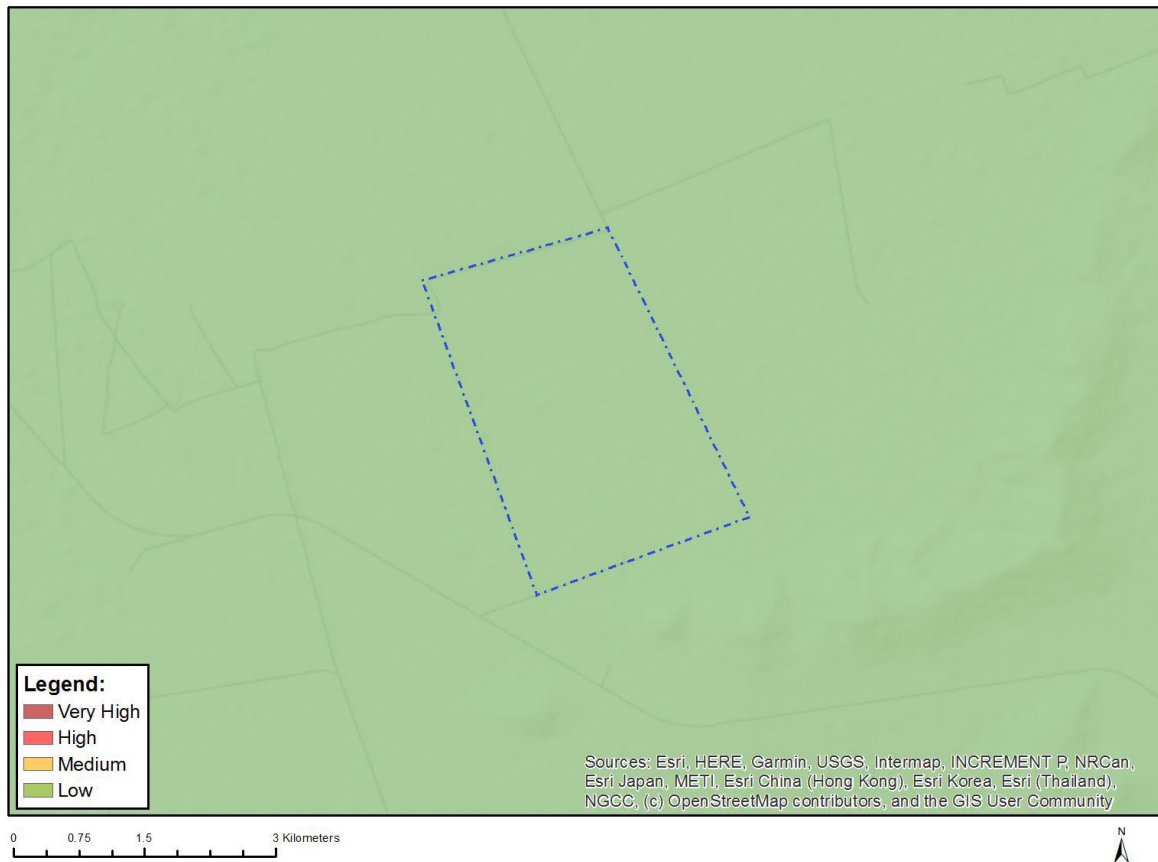 Legend:
Very High
High
Medium
Low
Sources: Esri, HERE, Garmin, USGS, Intermap, INCREMENT P, NRCan,
Esri Japan, METI, Esri China (Hong Kong), Esri Korea, Esri (Thailand),
NGCC, (c) OpenStreetMap contributors, and the GIS User Community
0 0.75 1.5 3 Kilometers
N